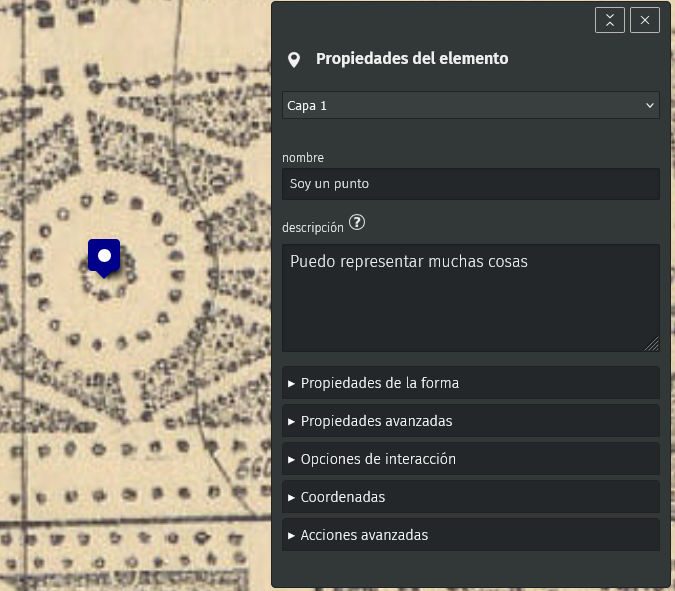 Propiedades del elemento
Capa 1
nombre
Soy un punto
descripción ?
Puedo representar muchas cosas
▸ Propiedades de la forma
▸ Propiedades avanzadas
▸ Opciones de interacción
▸ Coordenadas
▸ Acciones avanzadas